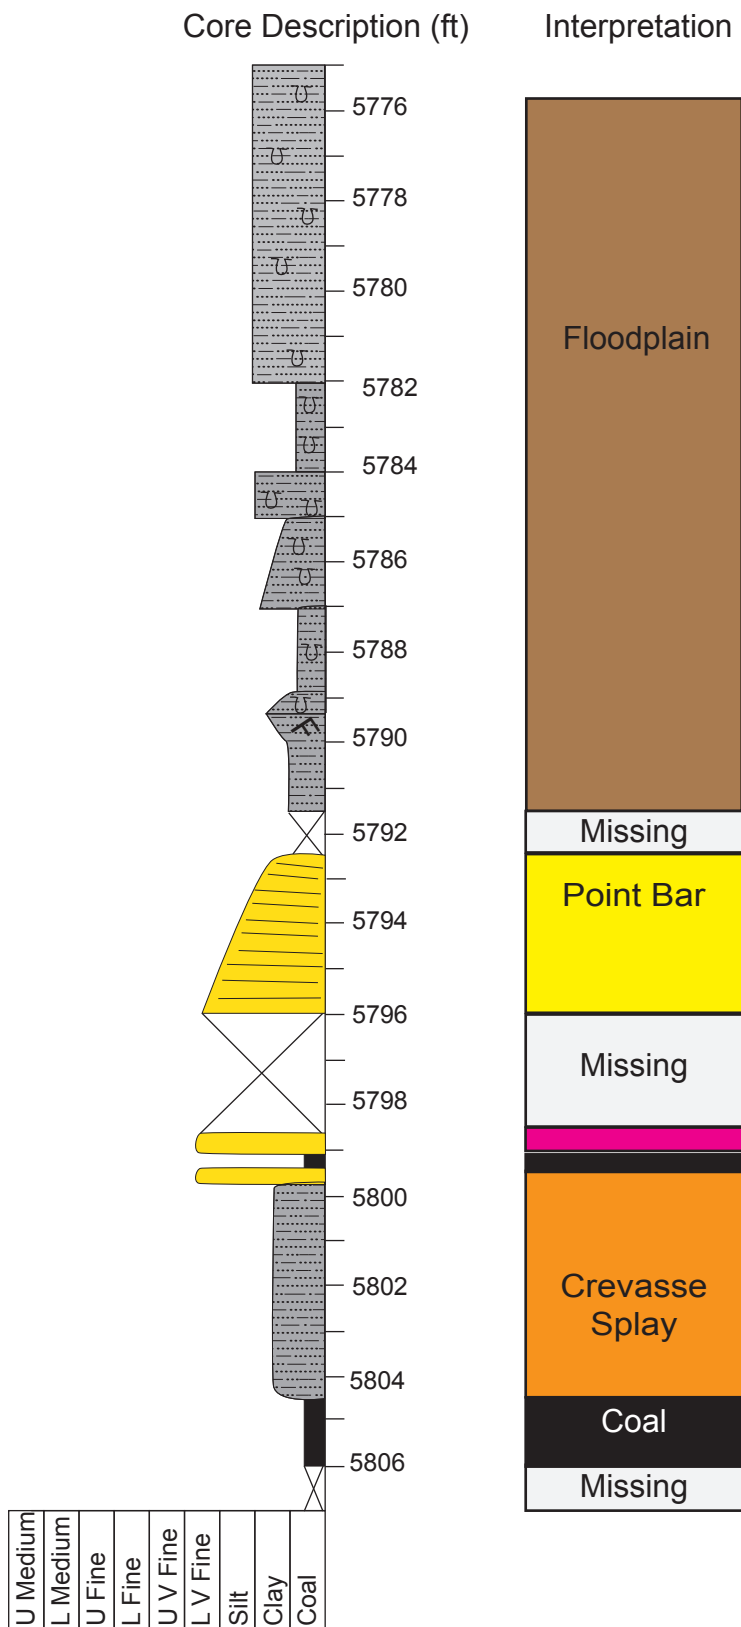 Core Description (ft)
Interpretation
5776
5778
5780
5782
5784
5786
5788
5790
5792
5794
5796
5798
5800
5802
5804
5806
F
Floodplain
Missing
Point Bar
Missing
Crevasse
Splay
Coal
Missing
U Medium
L Medium
U Fine
L Fine
U V Fine
L V Fine
Silt
Clay
Coal